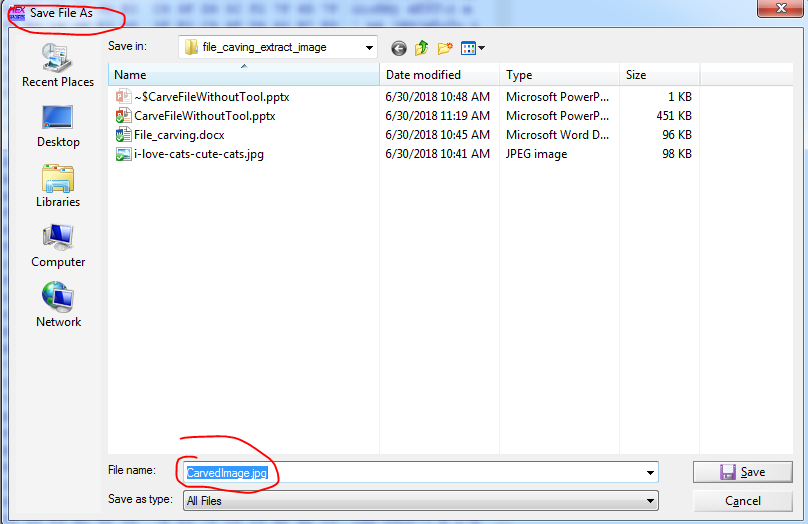 Save File As
Save in: file_caving_extract_image
Recent Places
Desktop
Libraries
Computer
Network
Name Date modified Type Size
~$CarveFileWithoutTool.pptx 6/30/2018 10:48 AM Microsoft PowerP... 1 KB
CarveFileWithoutTool.pptx 6/30/2018 11:19 AM Microsoft PowerP... 451 KB
File_carving.docx 6/30/2018 10:45 AM Microsoft Word D... 96 KB
i-love-cats-cute-cats.jpg 6/30/2018 10:41 AM JPEG image 98 KB
File name: CarvedImage.jpg Save
Save as type: All Files Cancel